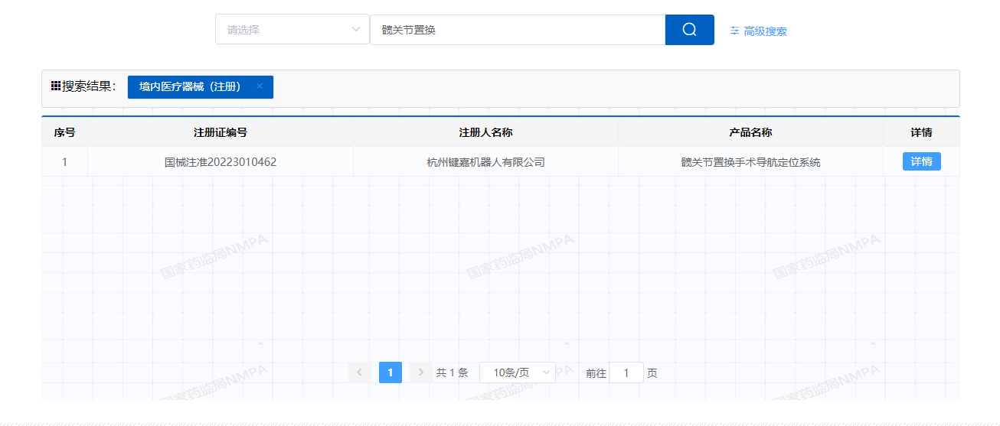 请选择
髋关节置换
高级搜索
搜索结果：
境内医疗器械（注册） ×
序号 注册证编号 注册人名称 产品名称 详情
1 国械注准20223010462 杭州键嘉机器人有限公司 髋关节置换手术导航定位系统 详情
国家药监局NMPA 国家药监局NMPA 国家药监局NMPA
< 1 > 共 1 条 10条/页 前往 1 页
国家药监局NMPA 国家药监局NMPA 国家药监局NMPA